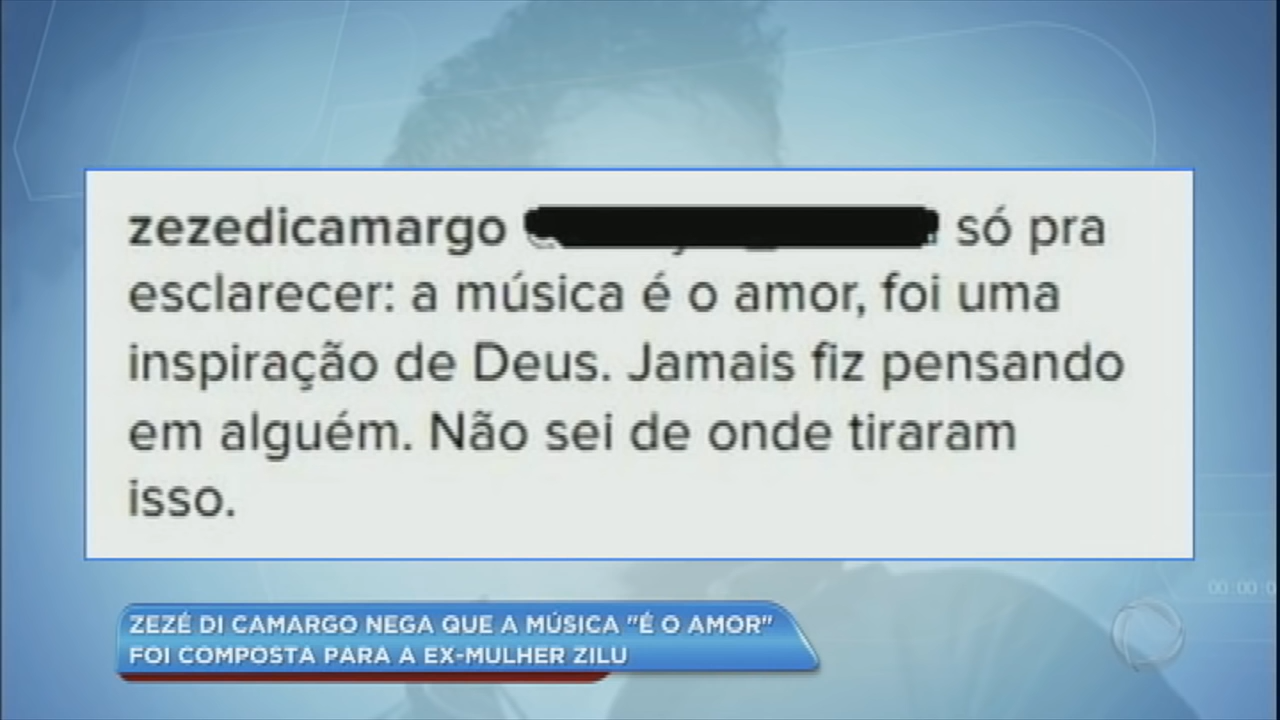 zezedicamargo só pra
esclarecer: a música é o amor, foi uma
inspiração de Deus. Jamais fiz pensando
em alguém. Não sei de onde tiraram
isso.
ZEZÉ DI CAMARGO NEGA QUE A MÚSICA "É O AMOR"
FOI COMPOSTA PARA A EX-MULHER ZILU